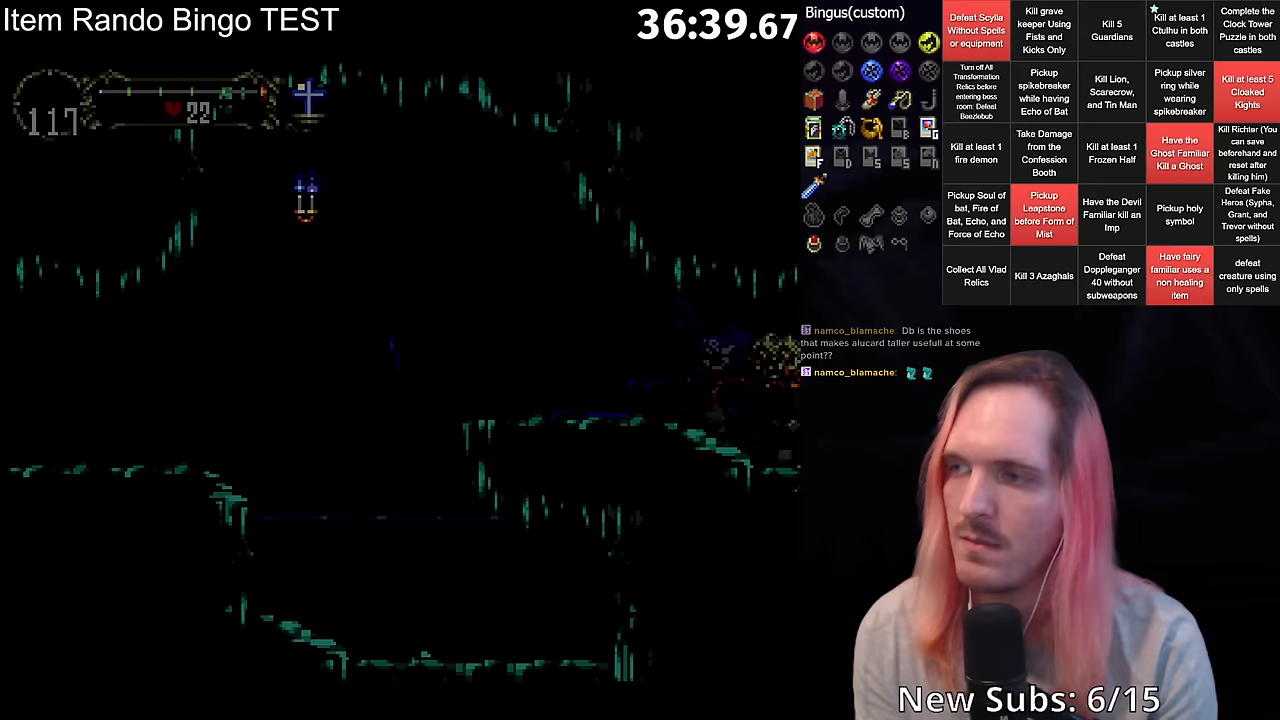 Item Rando Bingo TEST
36:39.67
117
22
Bingus(custom)
B
G
F
D
S
S
N
Defeat Scylla
Without Spells
or equipment
Kill grave
keeper Using
Fists and
Kicks Only
Kill 5
Guardians
Kill at least 1
Ctulhu in both
castles
Complete the
Clock Tower
Puzzle in both
castles
Turn off All
Transformation
Relics before
entering boss
room: Defeat
Beezlebub
Pickup
spikebreaker
while having
Echo of Bat
Kill Lion,
Scarecrow,
and Tin Man
Pickup silver
ring while
wearing
spikebreaker
Kill at least 5
Cloaked
Kights
Kill at least 1
fire demon
Take Damage
from the
Confession
Booth
Kill at least 1
Frozen Half
Have the
Ghost Familiar
Kill a Ghost
Kill Richter (You
can save
beforehand and
reset after
killing him)
Pickup Soul of
bat, Fire of
Bat, Echo, and
Force of Echo
Pickup
Leapstone
before Form of
Mist
Have the Devil
Familiar kill an
Imp
Pickup holy
symbol
Defeat Fake
Heros (Sypha,
Grant, and
Trevor without
spells)
Collect All Vlad
Relics
Kill 3 Azaghals
Defeat
Doppleganger
40 without
subweapons
Have fairy
familiar uses a
non healing
item
defeat
creature using
only spells
namco_blamache: Db is the shoes
that makes alucard taller usefull at some
point??
namco_blamache:
New Subs: 6/15